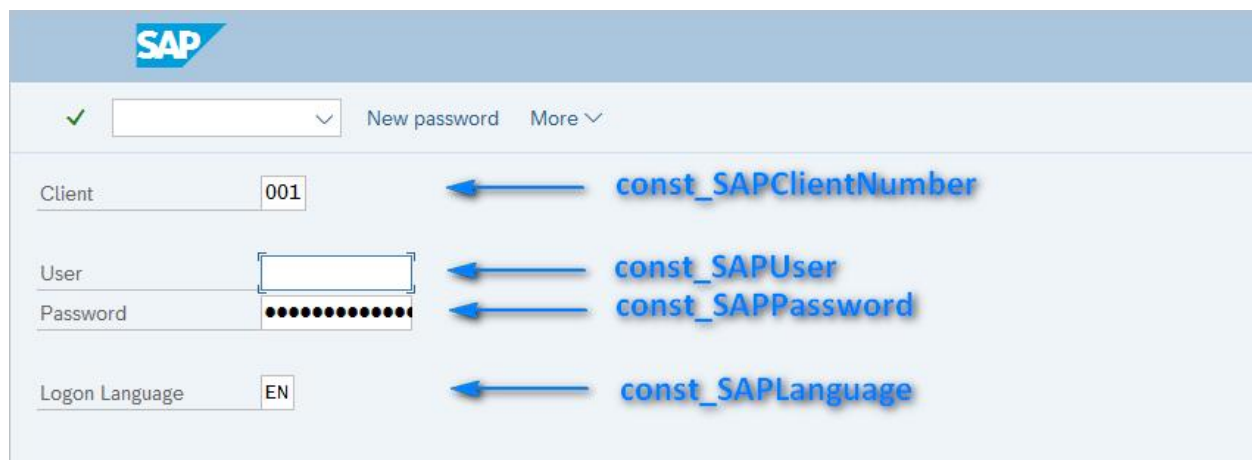 SAP
New password More
Client 001 const_SAPClientNumber
User const_SAPUser
Password const_SAPPassword
Logon Language EN const_SAPLanguage